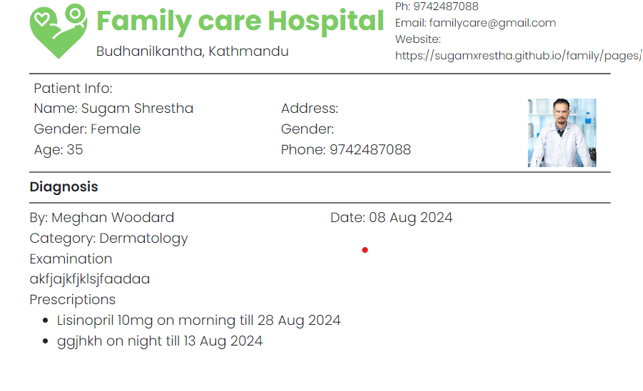 Family care Hospital
Budhanilkantha, Kathmandu
Ph: 9742487088
Email: familycare@gmail.com
Website:
https://sugamxrestha.github.io/family/pages/
Patient Info:
Name: Sugam Shrestha
Gender: Female
Age: 35
Address:
Gender:
Phone: 9742487088
Diagnosis
By: Meghan Woodard
Date: 08 Aug 2024
Category: Dermatology
Examination
akfjajkfjklsjfaadaa
Prescriptions
• Lisinopril 10mg on morning till 28 Aug 2024
• ggjhkh on night till 13 Aug 2024